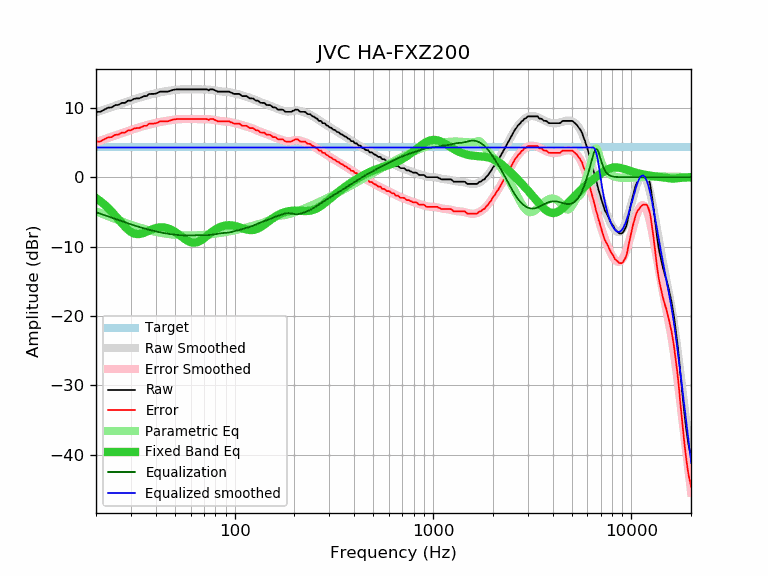 JVC HA-FXZ200
Amplitude (dBr)
10
0
−10
−20
−30
−40
Target
Raw Smoothed
Error Smoothed
Raw
Error
Parametric Eq
Fixed Band Eq
Equalization
Equalized smoothed
100
1000
10000
Frequency (Hz)